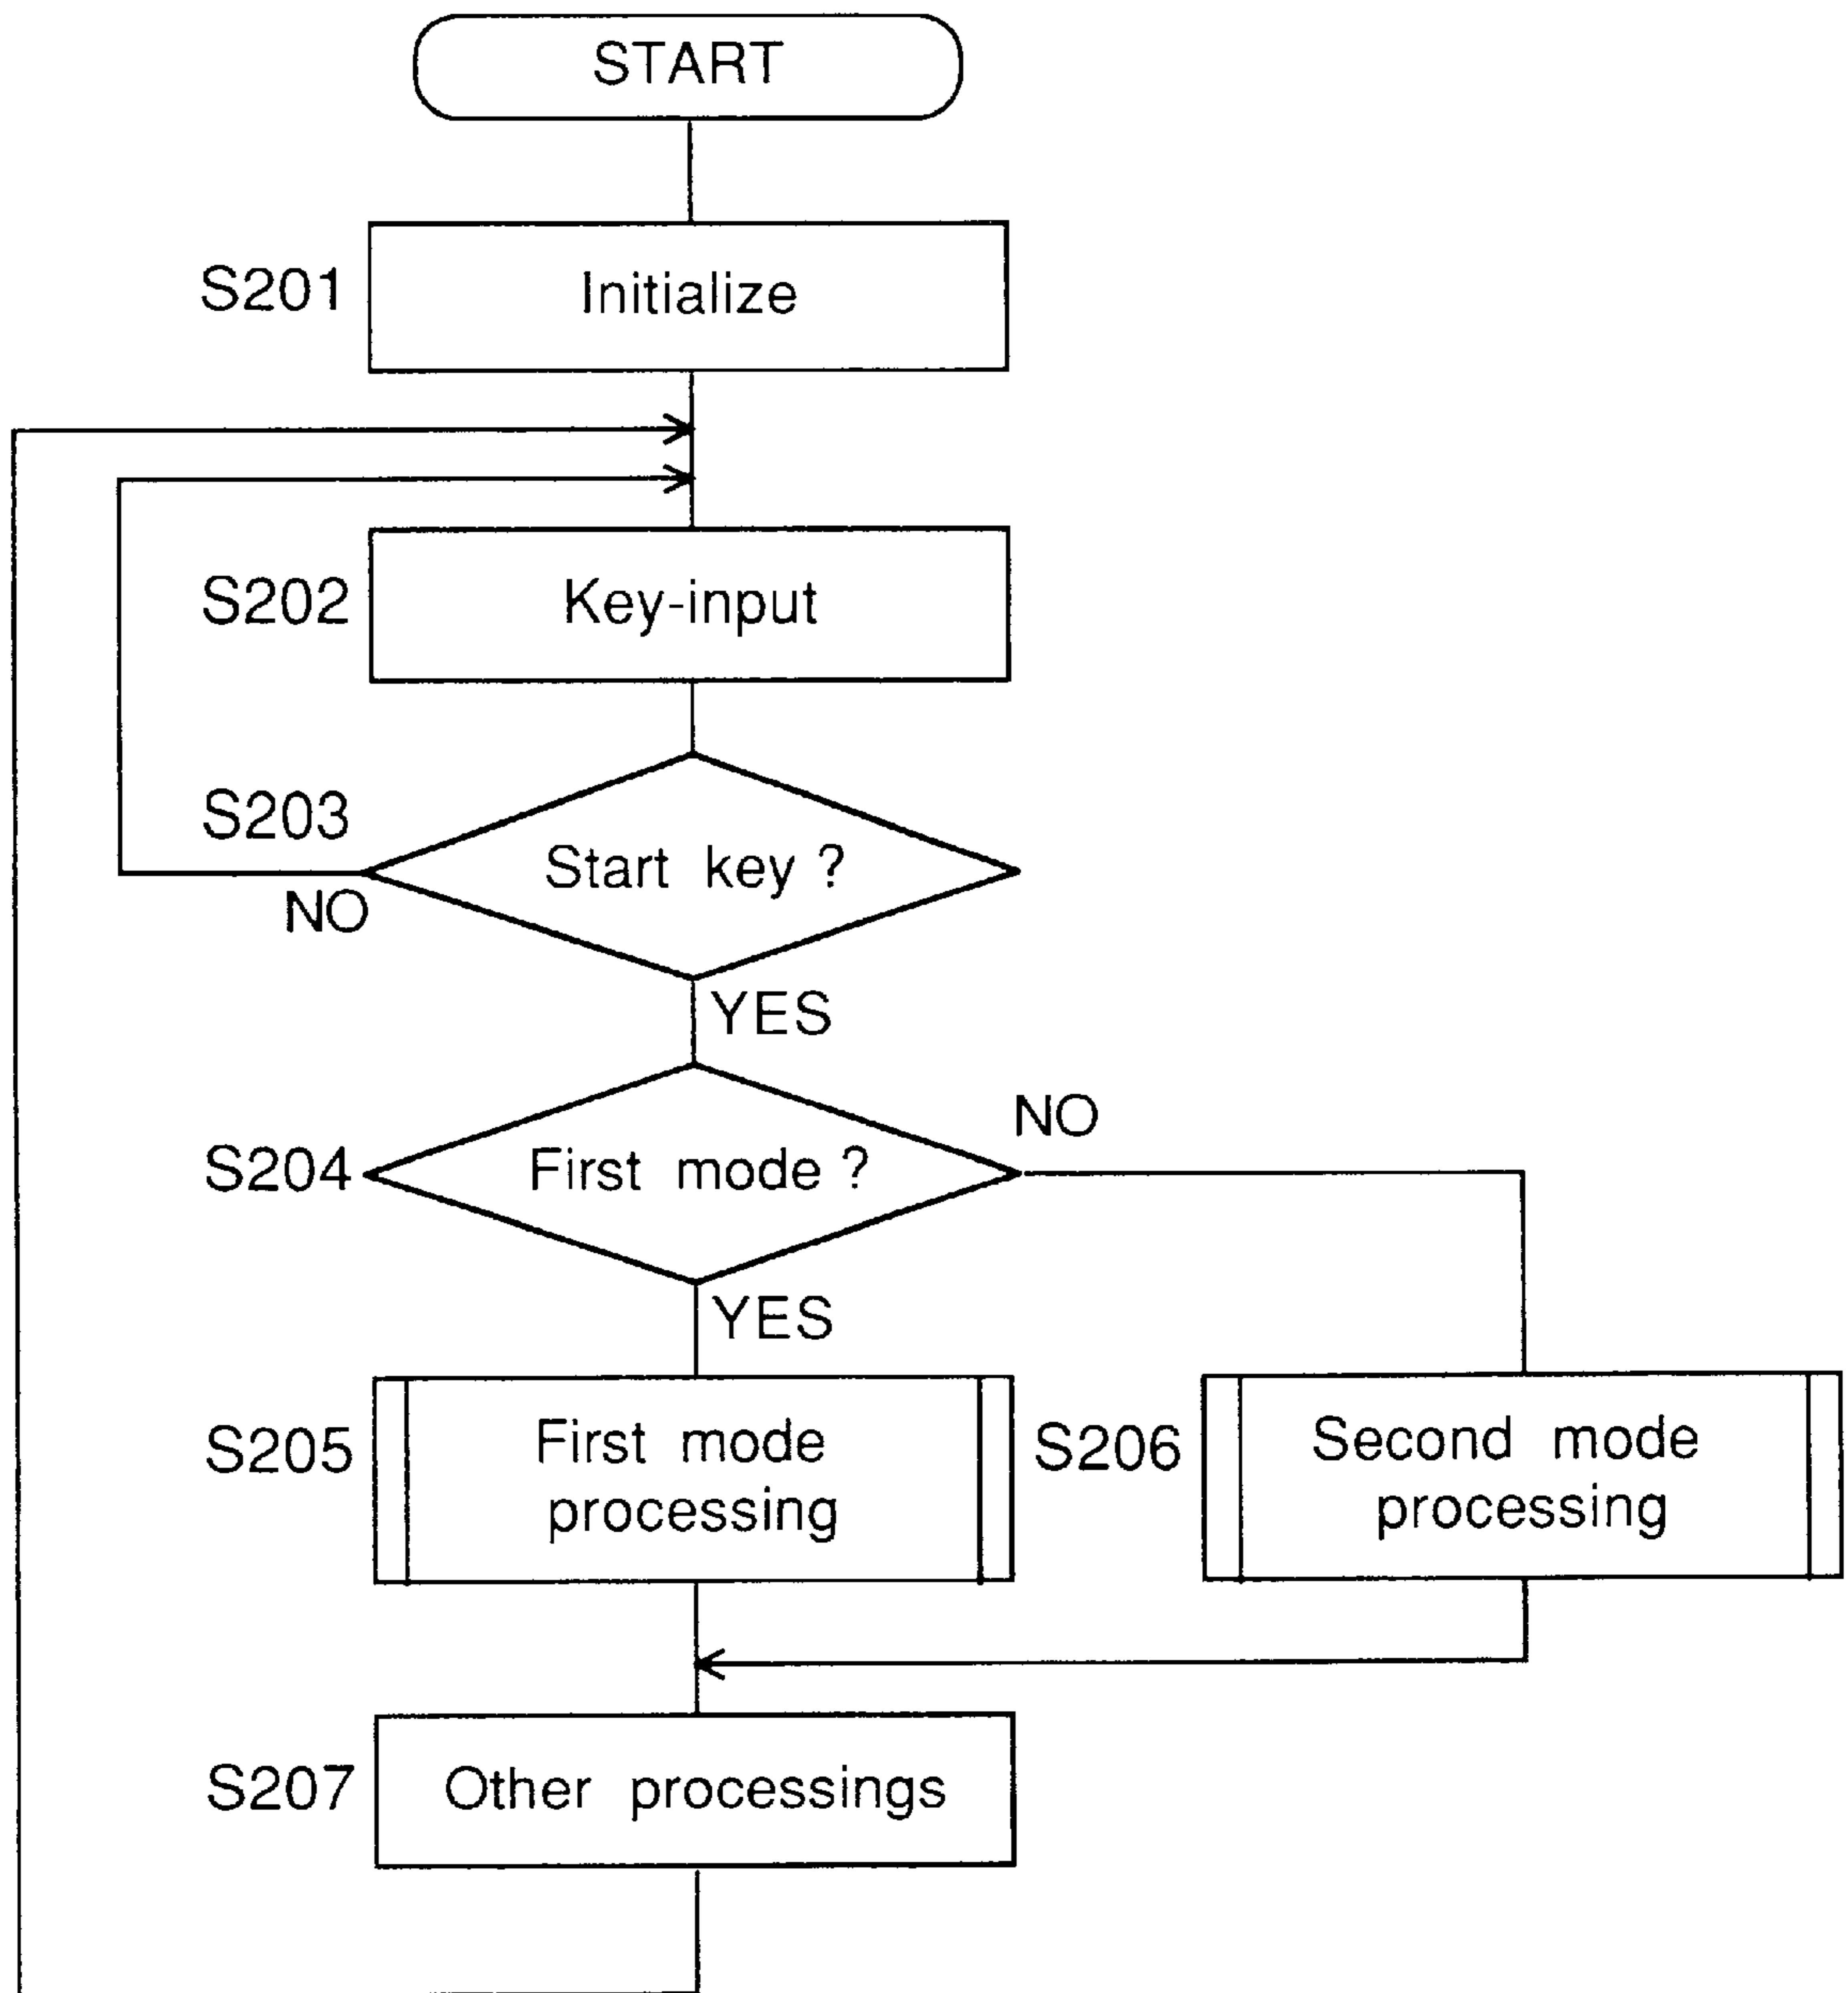 START
S201
Initialize
S202
Key-input
S203
Start key ?
NO
YES
S204
First mode ?
NO
YES
S205
First mode
processing
S206
Second mode
processing
S207
Other processings